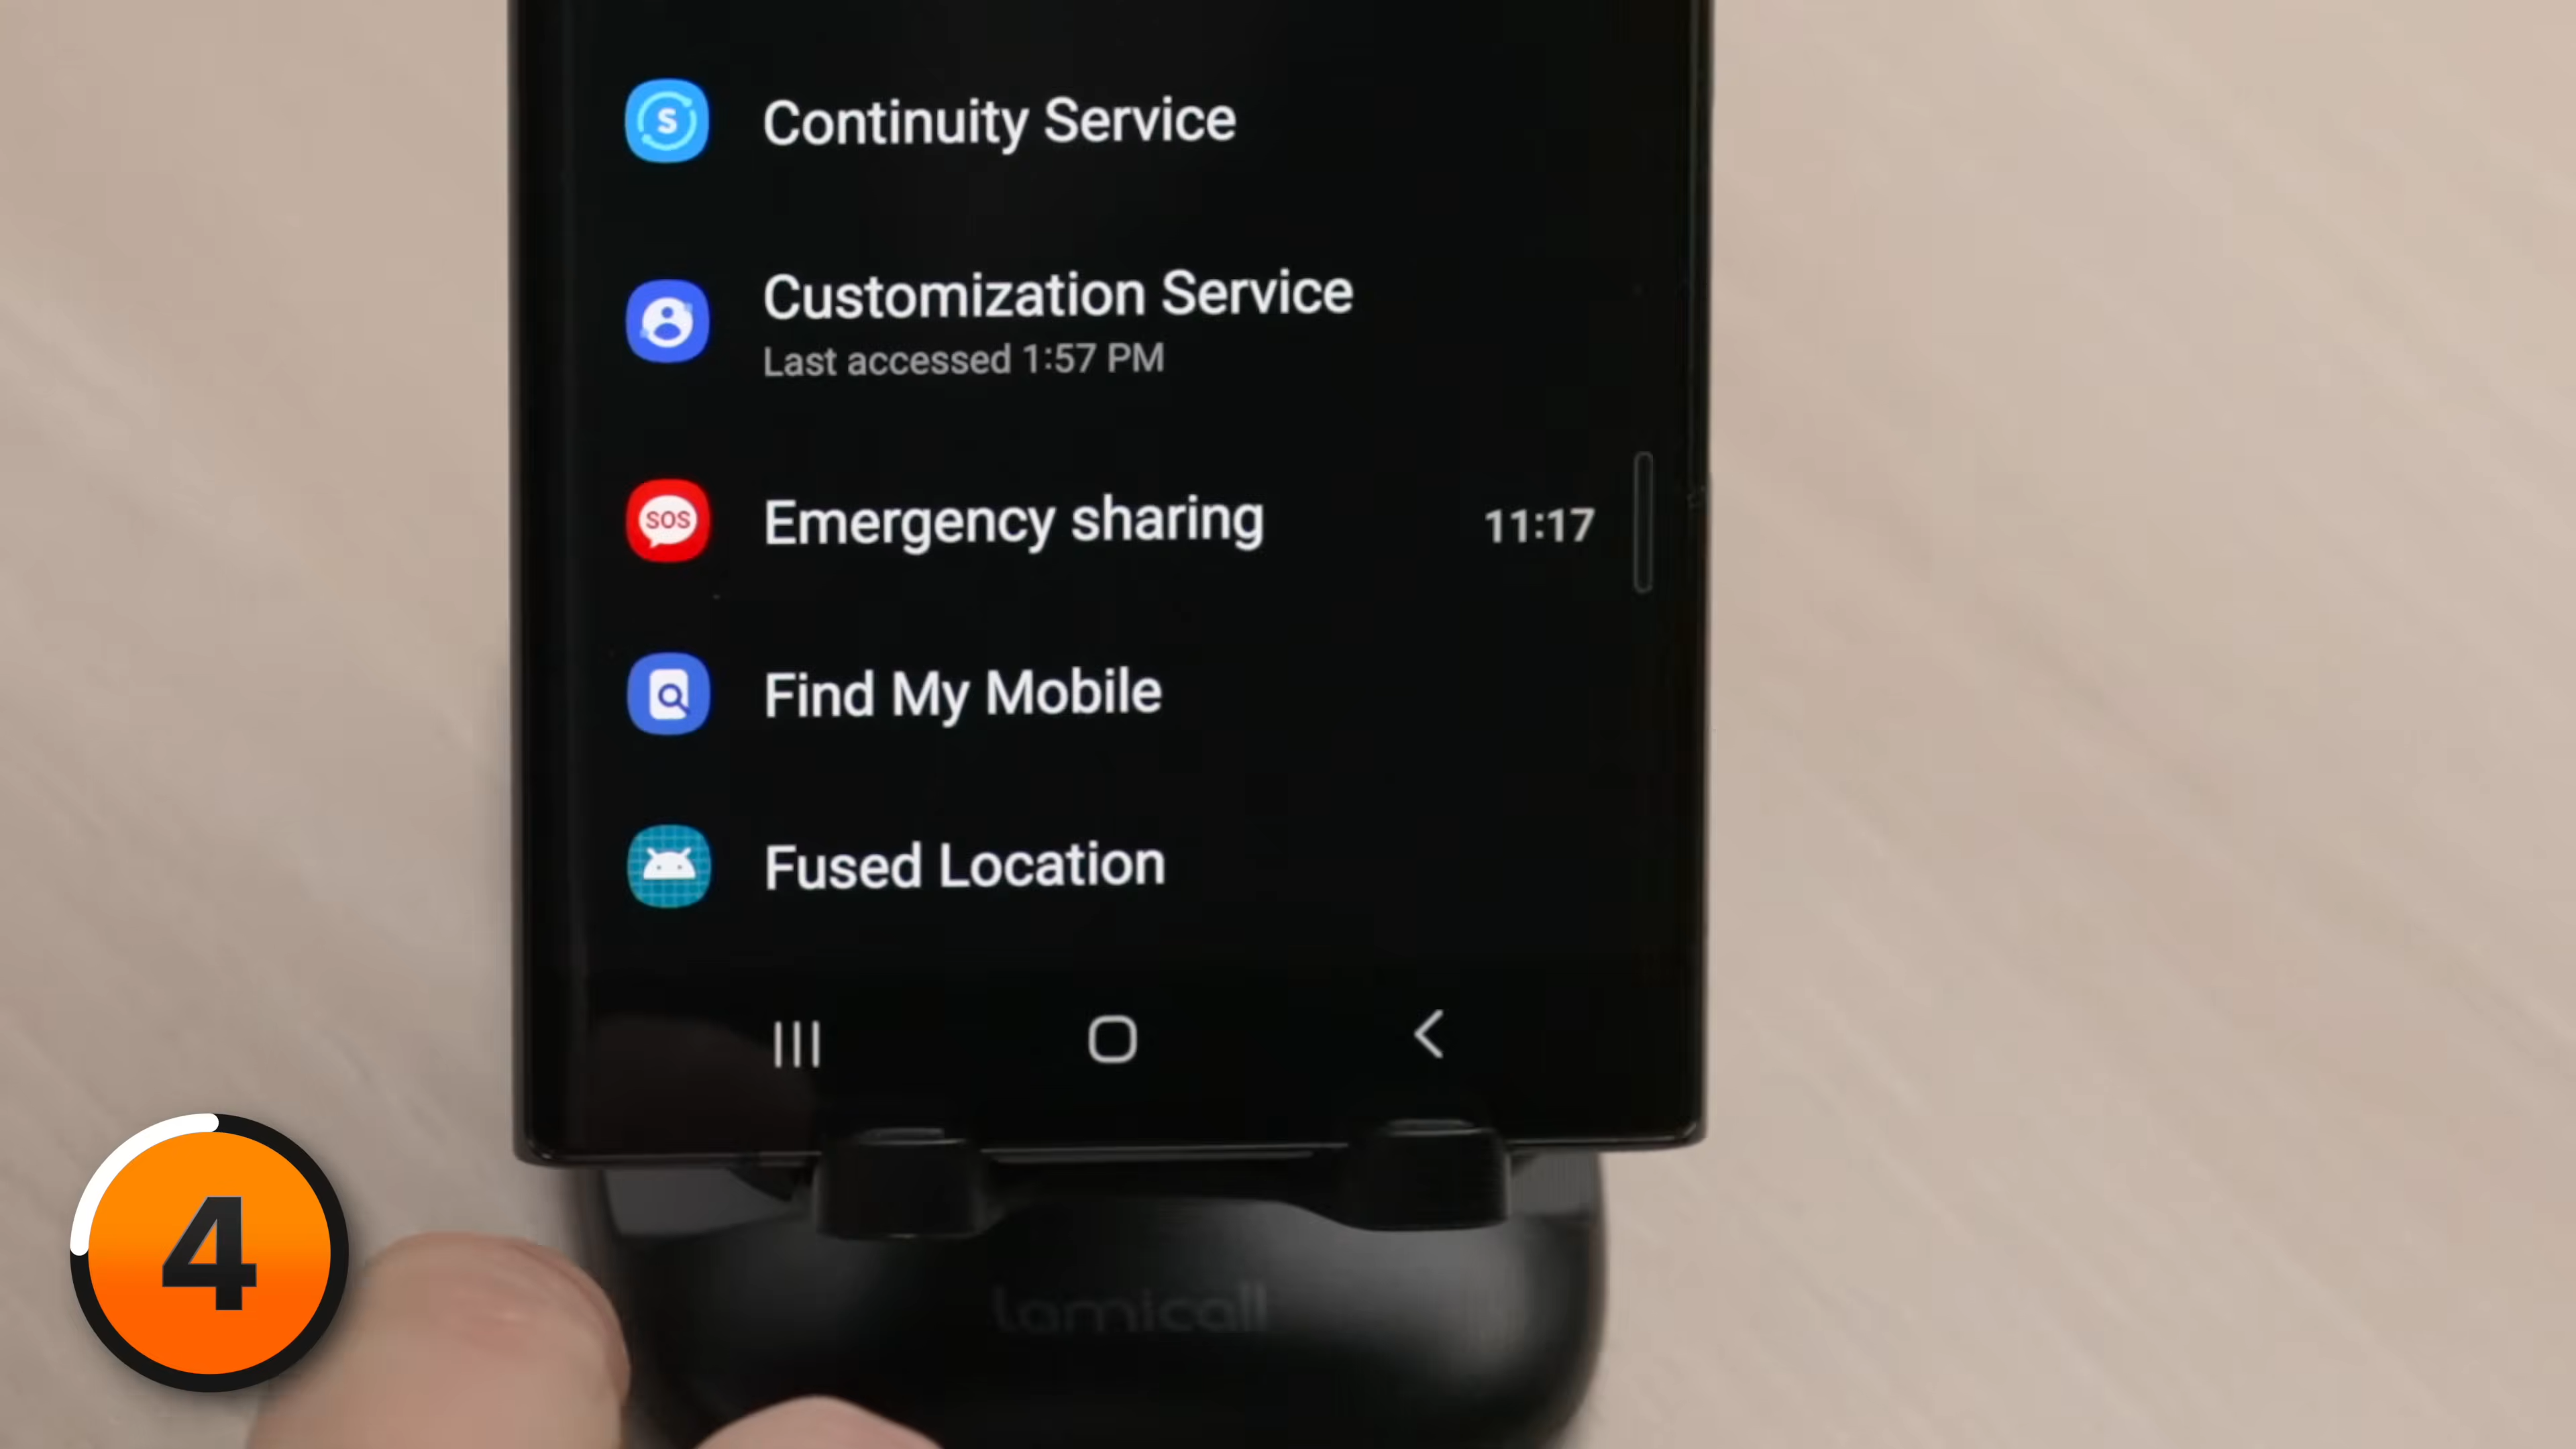 S
Continuity Service
Customization Service
Last accessed 1:57 PM
SOS
Emergency sharing
11:17
Find My Mobile
Fused Location
4
Lamicall